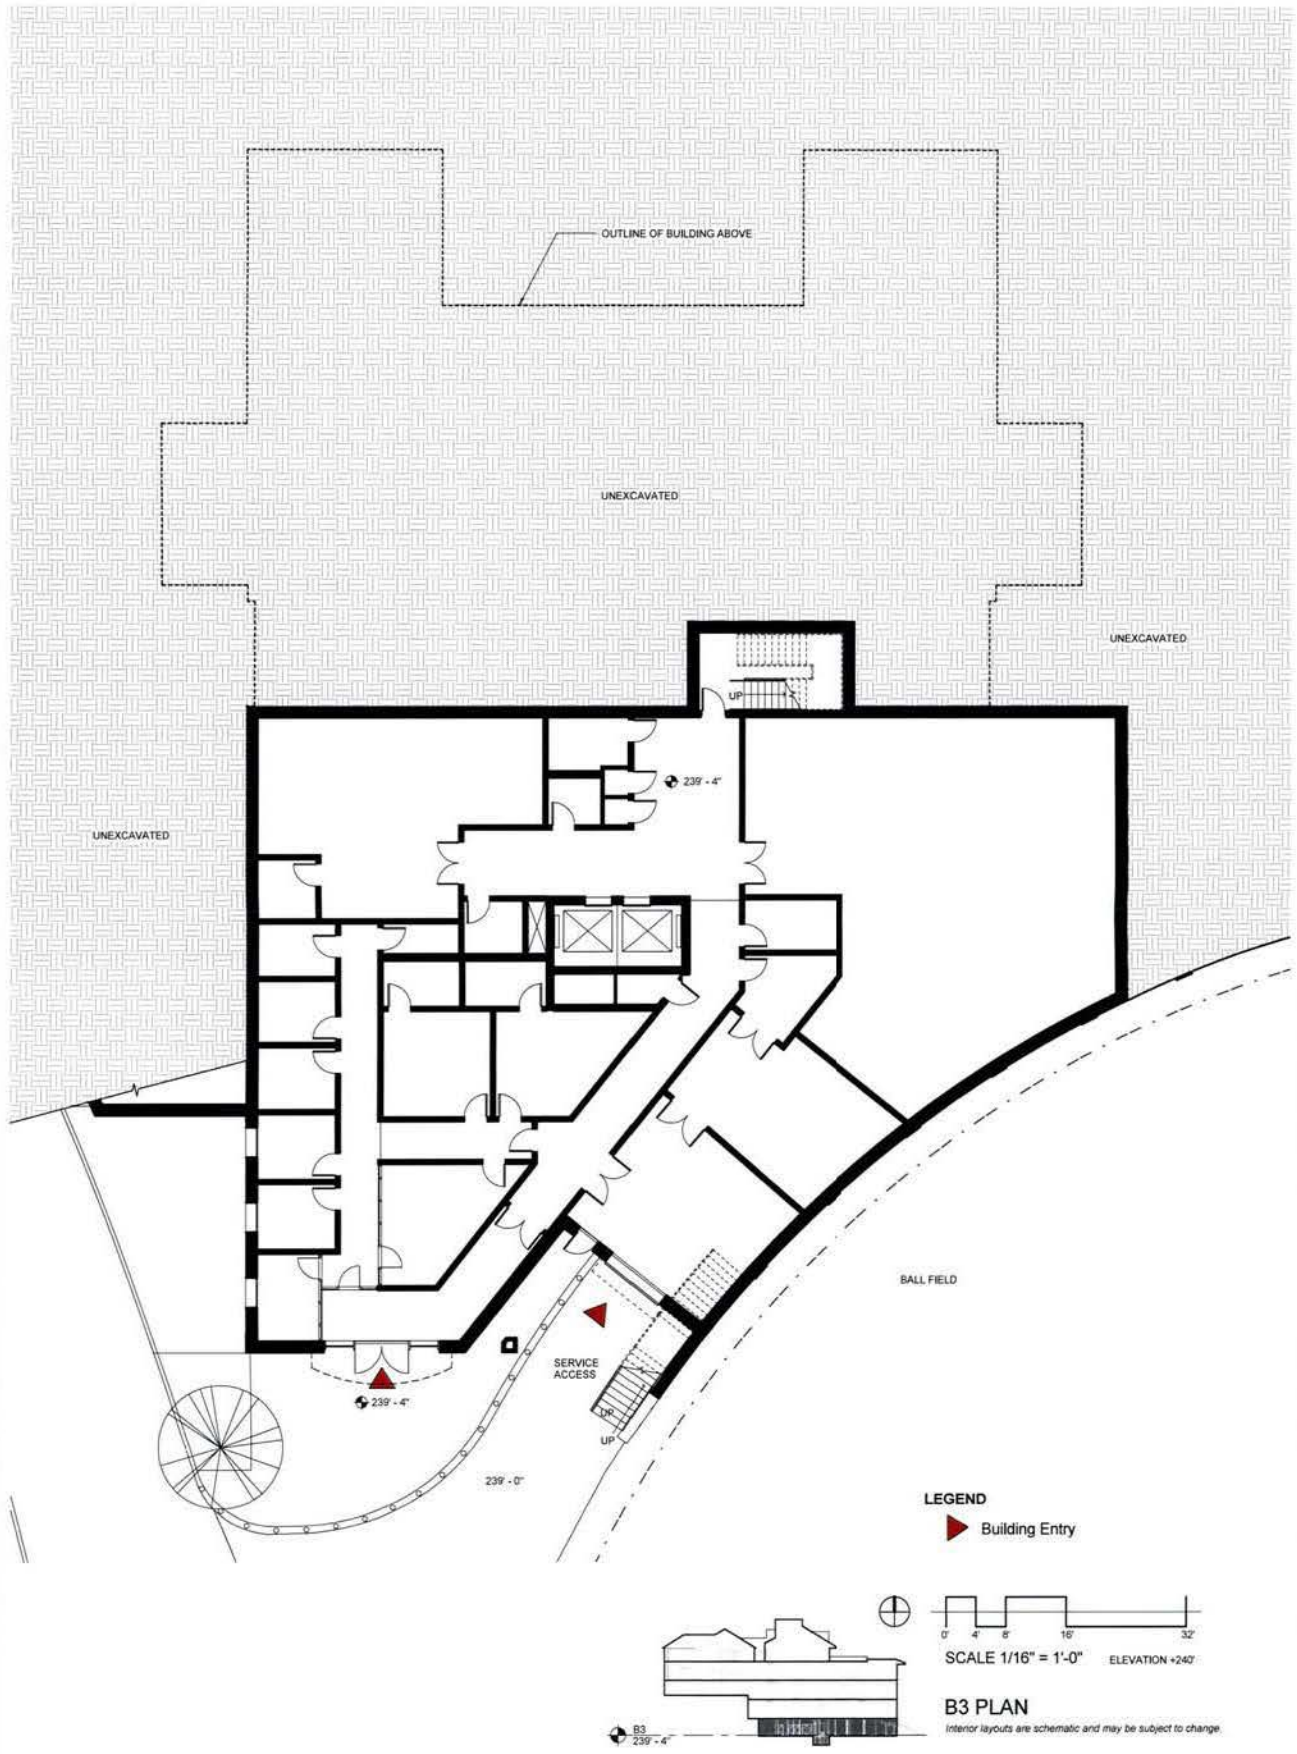 OUTLINE OF BUILDING ABOVE
UNEXCAVATED
UNEXCAVATED
UP
239' - 4"
UNEXCAVATED
BALL FIELD
SERVICE
ACCESS
239' - 4"
UP
UP
239' - 0"
LEGEND
Building Entry
0' 4' 8' 16' 32'
SCALE 1/16" = 1'-0" ELEVATION +240'
B3 PLAN
Interior layouts are schematic and may be subject to change.
B3
239' - 4"